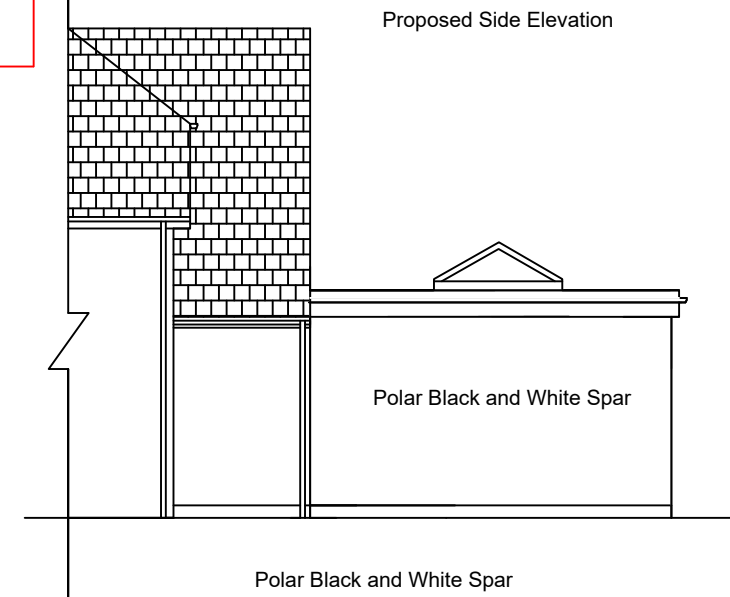 Proposed Side Elevation
Polar Black and White Spar
Polar Black and White Spar